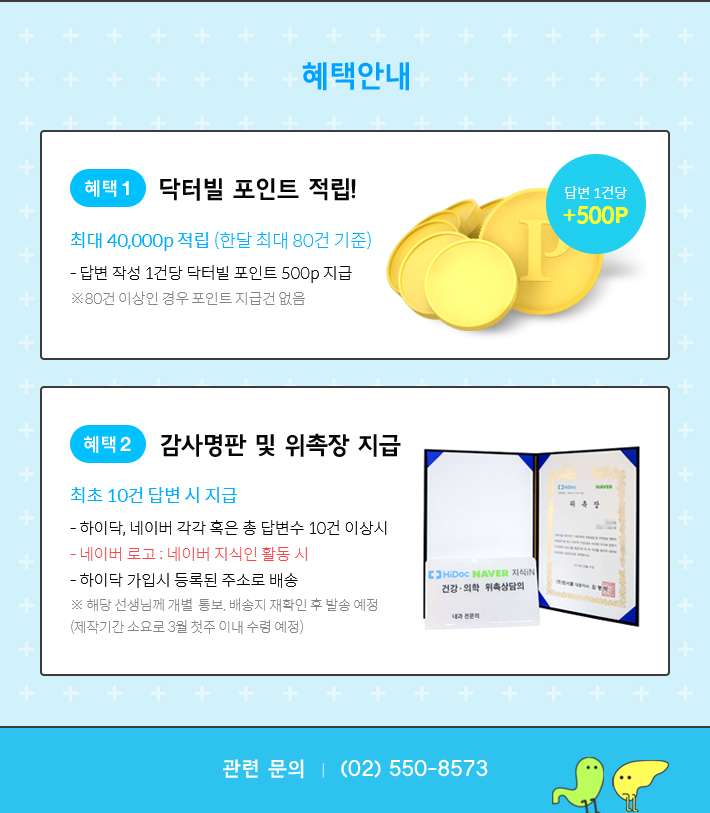 혜택안내
혜택 1 닥터빌 포인트 적립!
답변 1건당
+500P
최대 40,000p 적립 (한달 최대 80건 기준)
- 답변 작성 1건당 닥터빌 포인트 500p 지급
※80건 이상인 경우 포인트 지급건 없음
P
혜택 2 감사명판 및 위촉장 지급
최초 10건 답변 시 지급
- 하이닥, 네이버 각각 혹은 총 답변수 10건 이상시
- 네이버 로고 : 네이버 지식인 활동 시
- 하이닥 가입시 등록된 주소로 배송
※ 해당 선생님께 개별 통보, 배송지 재확인 후 발송 예정
(제작기간 소요로 3월 첫주 이내 수령 예정)
HiDoc NAVER
위 촉 장
HiDoc NAVER 지식iN
건강·의학 위촉상담의
내과 전문의
관련 문의 | (02) 550-8573